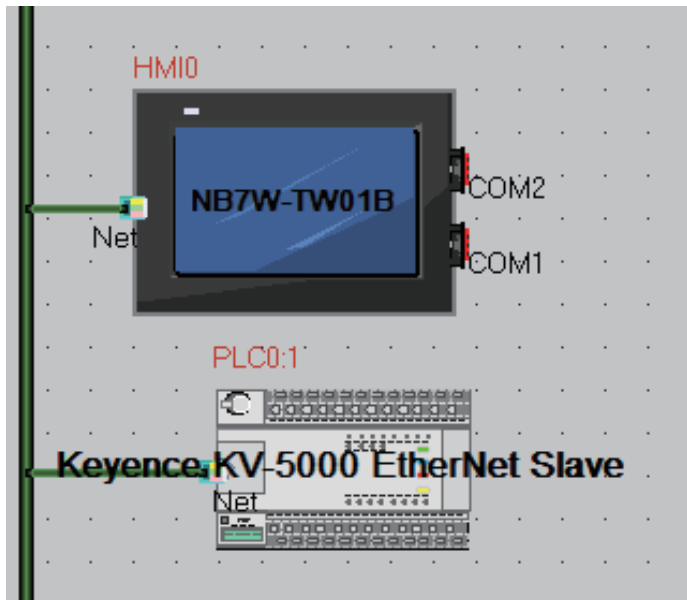 HMI0
NB7W-TW01B
COM2
Net
COM1
PLC0:1
Keyence KV-5000 EtherNet Slave
Net